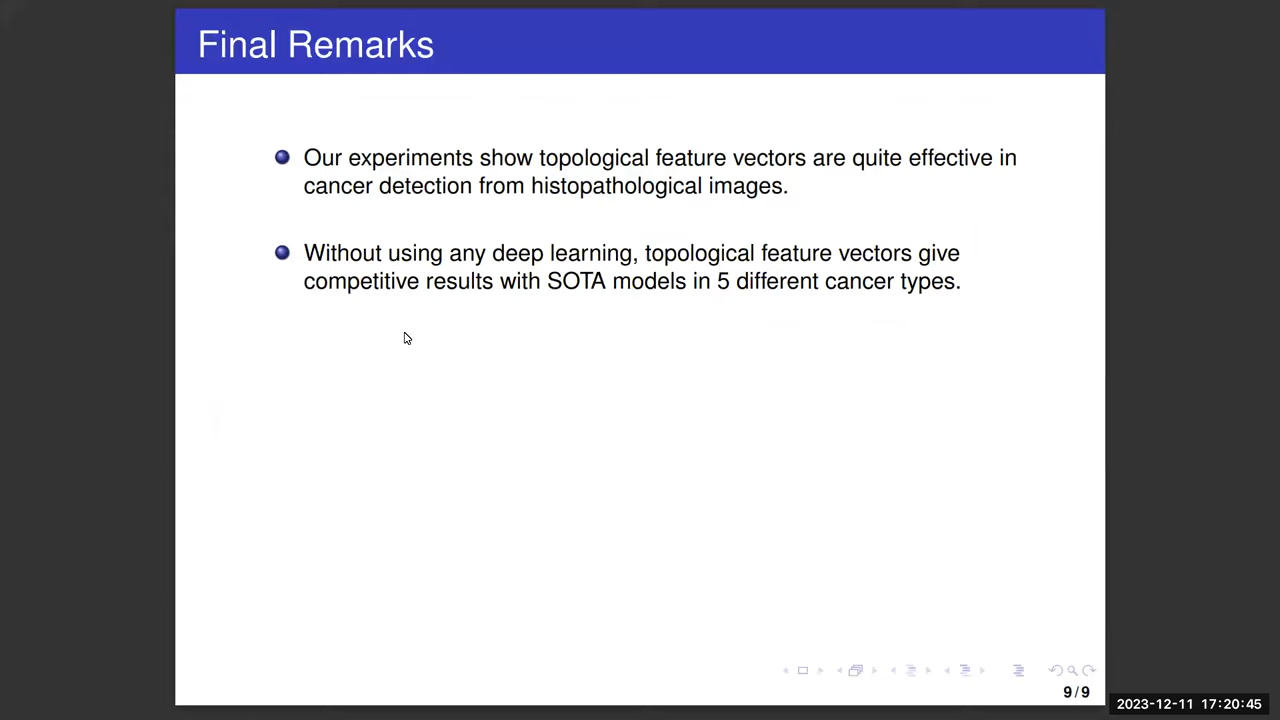 Final Remarks
Our experiments show topological feature vectors are quite effective in
cancer detection from histopathological images.
Without using any deep learning, topological feature vectors give
competitive results with SOTA models in 5 different cancer types.
9/9
2023-12-11 17:20:45